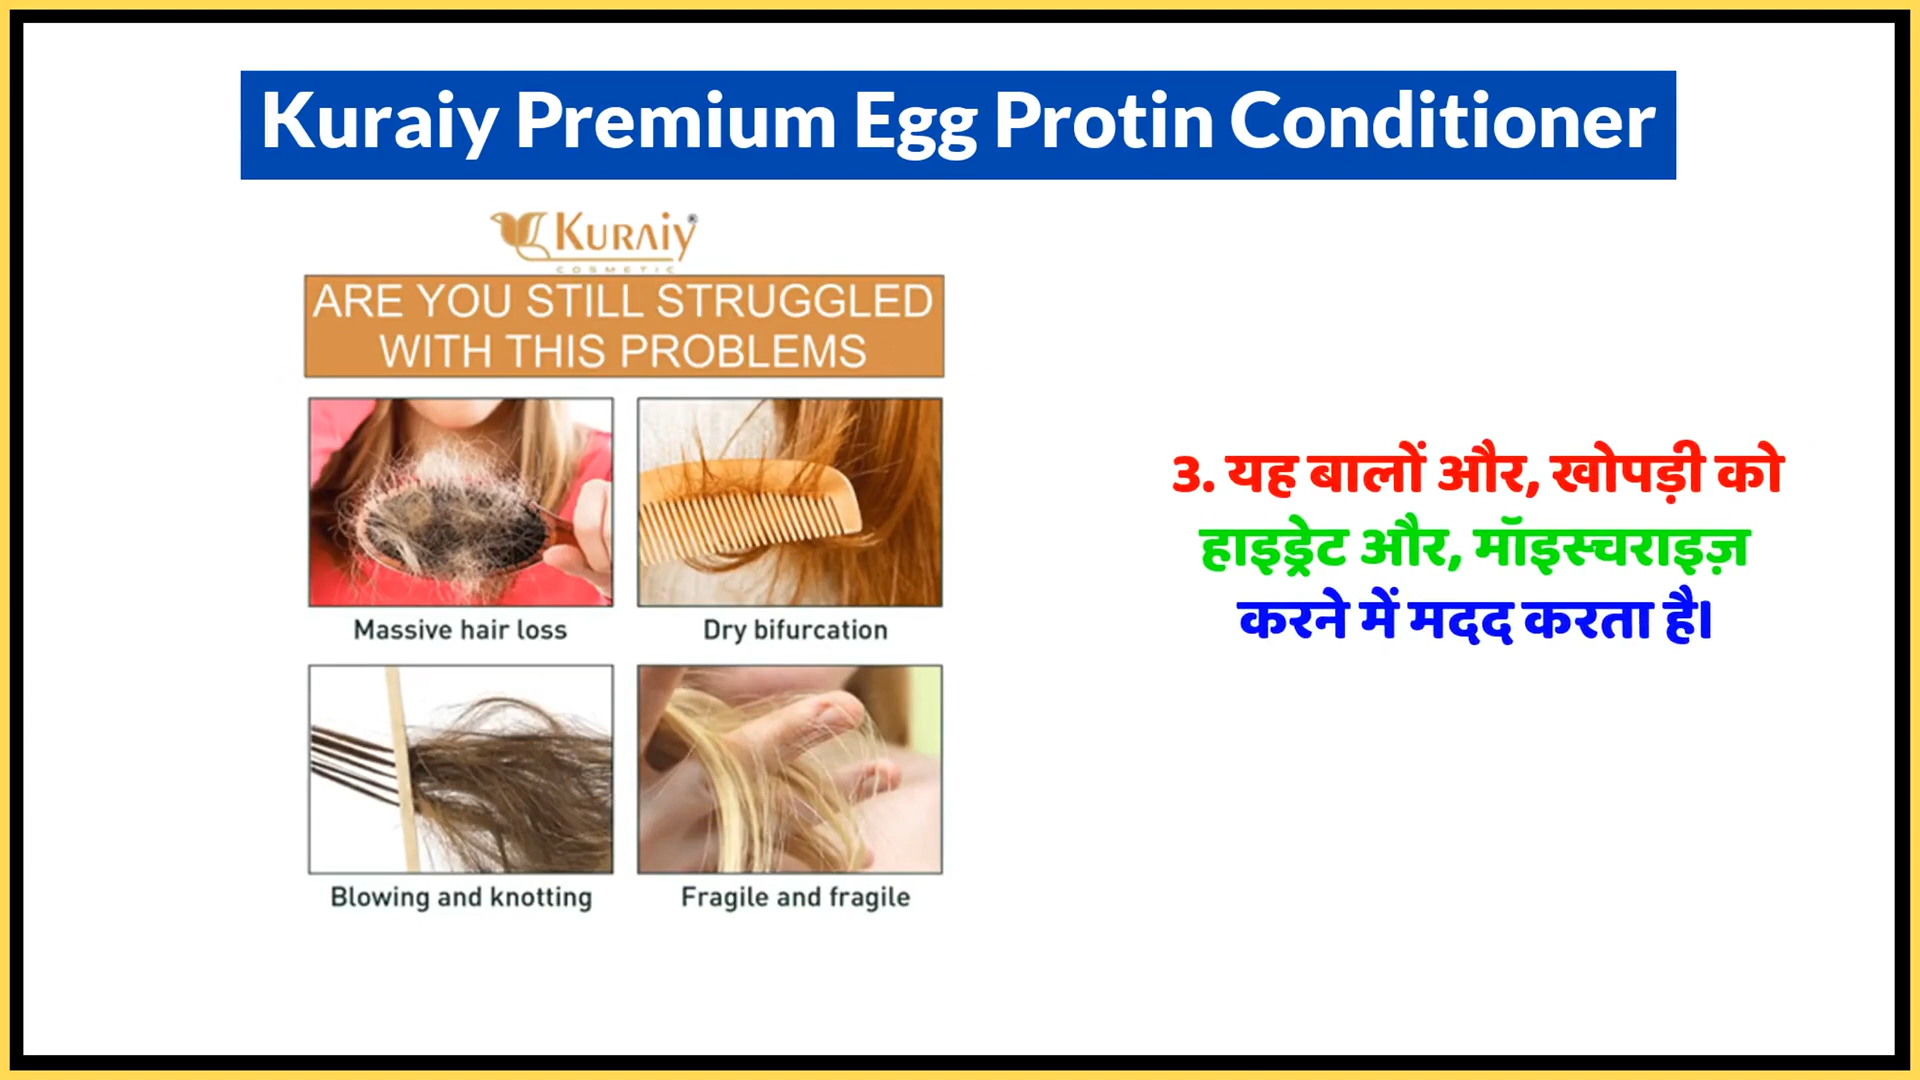 Kuraiy Premium Egg Protin Conditioner
KURAIY®
COSMETIC
ARE YOU STILL STRUGGLED
WITH THIS PROBLEMS
Massive hair loss
Dry bifurcation
Blowing and knotting
Fragile and fragile
3. यह बालों और, खोपड़ी को
हाइड्रेट और, मॉइस्चराइज़
करने में मदद करता है।